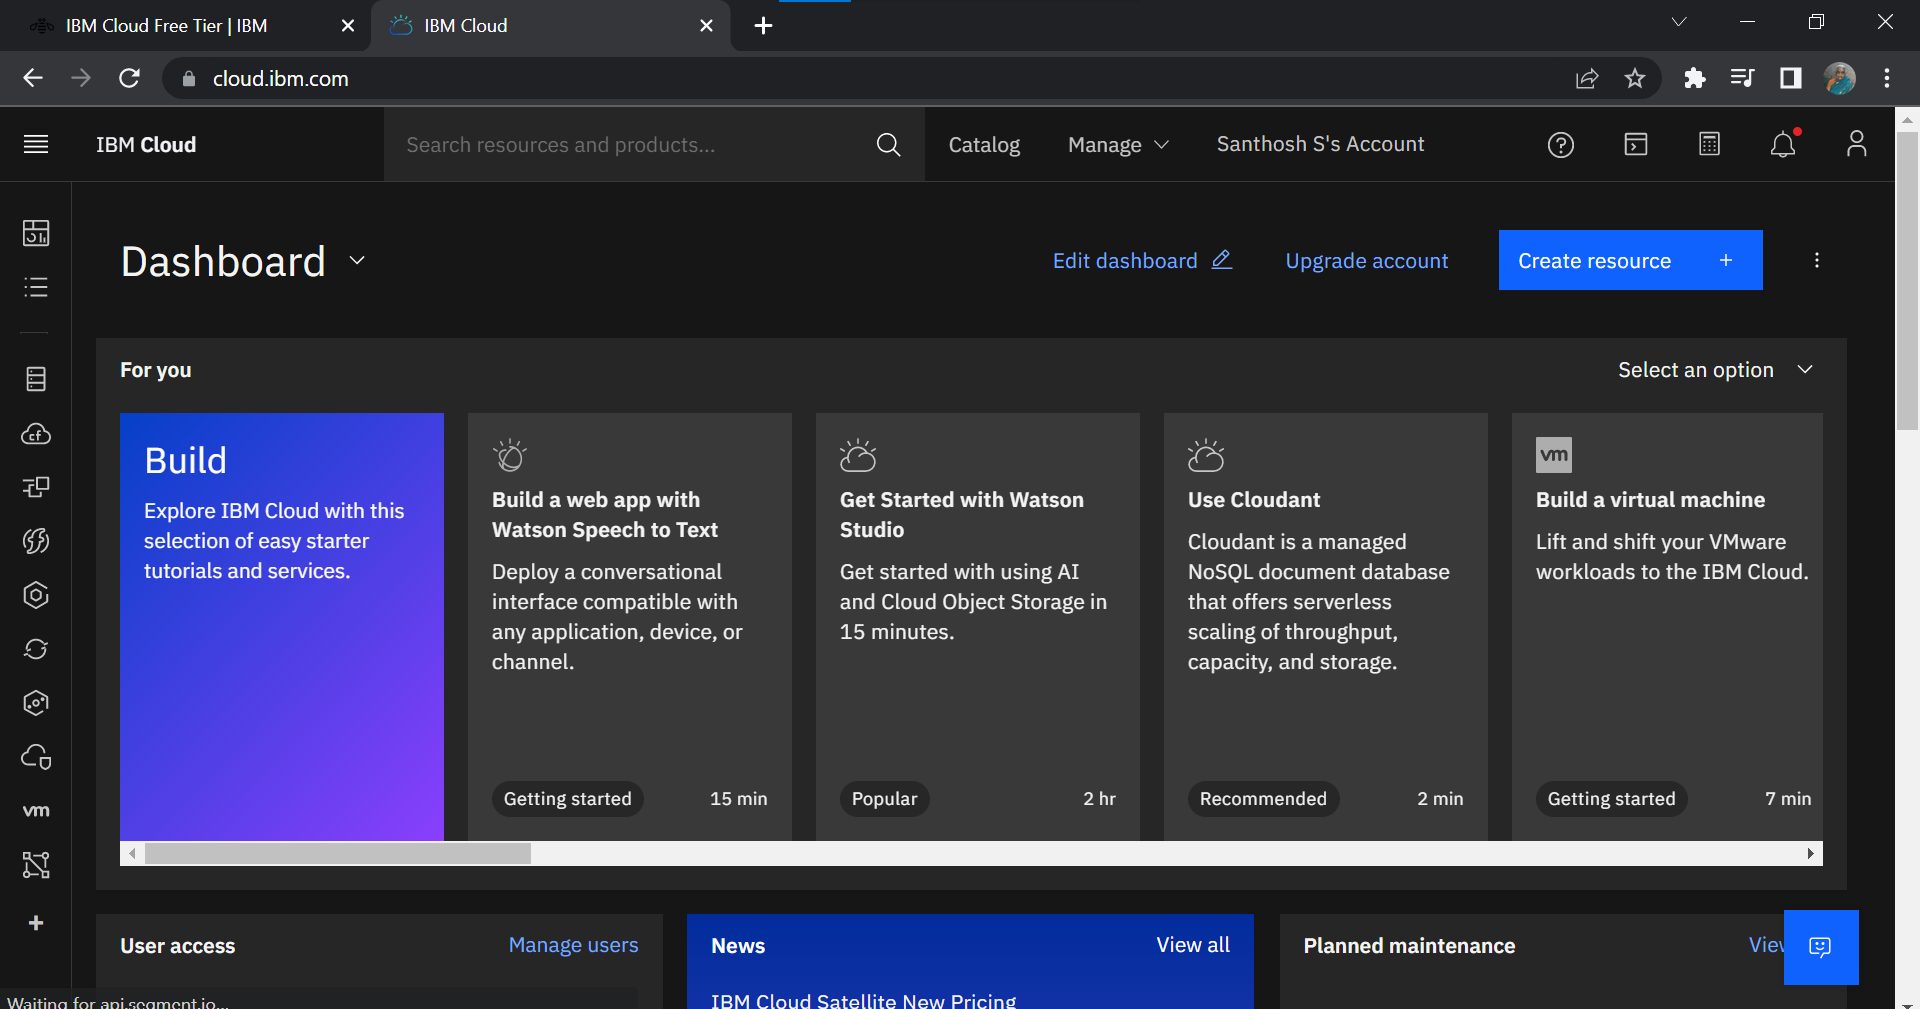 IBM Cloud Free Tier | IBM
IBM Cloud
cloud.ibm.com
IBM Cloud
Search resources and products...
Catalog
Manage
Santhosh S's Account
Dashboard
Edit dashboard
Upgrade account
Create resource +
For you
Select an option
Build
Explore IBM Cloud with this
selection of easy starter
tutorials and services.
Build a web app with
Watson Speech to Text
Deploy a conversational
interface compatible with
any application, device, or
channel.
Getting started
15 min
Get Started with Watson
Studio
Get started with using AI
and Cloud Object Storage in
15 minutes.
Popular
2 hr
Use Cloudant
Cloudant is a managed
NoSQL document database
that offers serverless
scaling of throughput,
capacity, and storage.
Recommended
2 min
vm
Build a virtual machine
Lift and shift your VMware
workloads to the IBM Cloud.
Getting started
7 min
cf
vm
User access
Manage users
News
View all
IBM Cloud Satellite New Pricing
Planned maintenance
View
Waiting for api.segment.io...